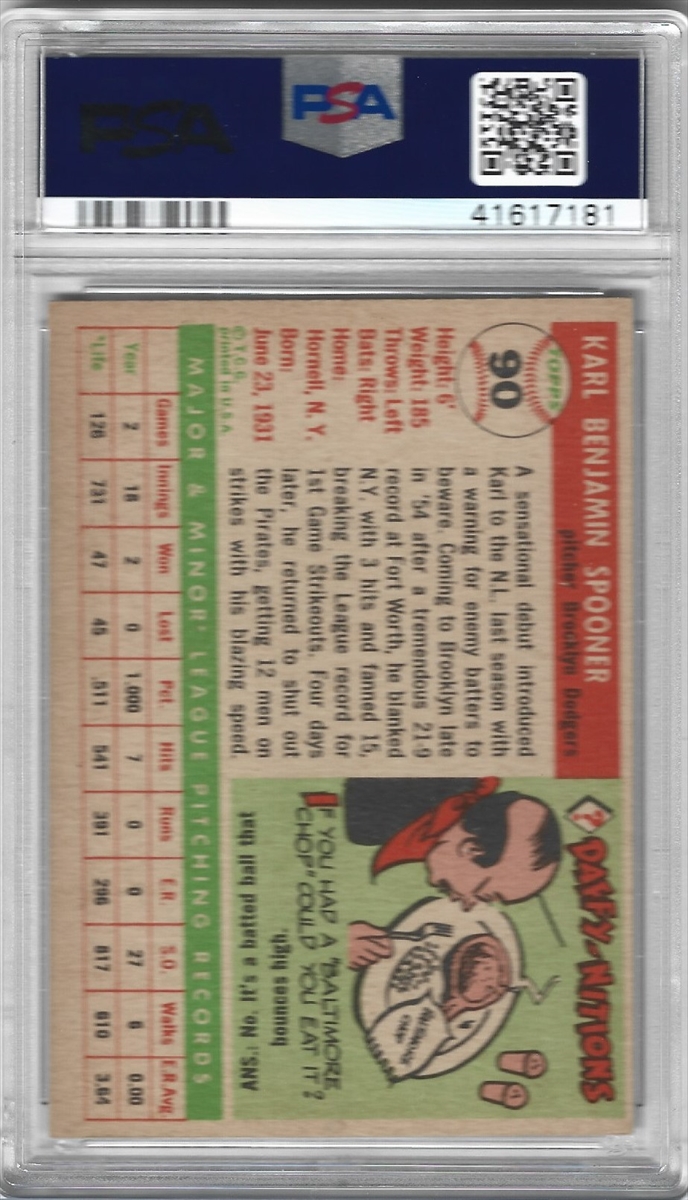 PSA
PSA
41617181
TOPPS
90
KARL BENJAMIN SPOONER
pitcher Brooklyn Dodgers
Height: 6'
Weight: 185
Throws: Left
Bats: Right
Home:
Hornell, N. Y.
Born:
June 23, 1931
© T. C. G.
printed in U.S.A.
A sensational debut introduced
Karl to the N.L. last season with
a warning for enemy batters to
beware. Coming to Brooklyn late
in '54 after a tremendous 21-9
record at Fort Worth, he blanked
N.Y. with 3 hits and fanned 15,
breaking the League record for
1st Game Strikeouts. Four days
later, he returned to shut out
the Pirates, getting 12 men on
strikes with his blazing speed.
? DAFFY-NITIONS
IF YOU HAD A "BALTIMORE
CHOP" COULD YOU EAT IT?
ANS.: No. It's a batted ball that
bounces high.
MAJOR & MINOR LEAGUE PITCHING RECORDS
Games Innings Won Lost Pct. Hits Runs E.R. S.O. Walks E.R.Avg
Year 2 18 2 0 1.000 7 0 0 27 6 0.00
*Life 126 731 47 45 .511 541 391 296 817 610 3.64